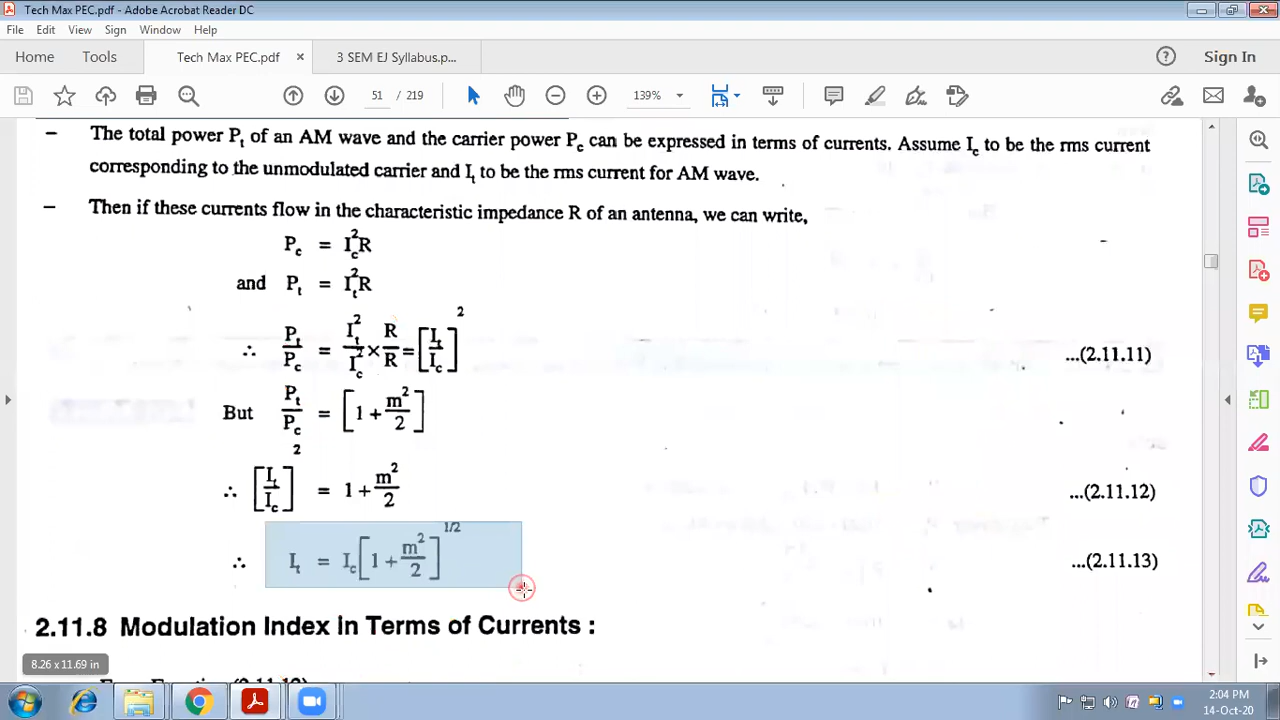 Tech Max PEC.pdf - Adobe Acrobat Reader DC
File Edit View Sign Window Help
Home Tools Tech Max PEC.pdf × 3 SEM EJ Syllabus.p... Sign In
51 / 219 139%
– The total power Pt of an AM wave and the carrier power Pc can be expressed in terms of currents. Assume Ic to be the rms current
corresponding to the unmodulated carrier and It to be the rms current for AM wave.
– Then if these currents flow in the characteristic impedance R of an antenna, we can write,
Pc = Ic²R
and Pt = It²R
∴ Pt/Pc = It²/Ic² × R/R = [It/Ic]² ...(2.11.11)
But Pt/Pc = [1 + m²/2]
∴ [It/Ic]² = 1 + m²/2 ...(2.11.12)
∴ It = Ic [1 + m²/2]^1/2 ...(2.11.13)
2.11.8 Modulation Index in Terms of Currents :
8.26 x 11.69 in
2:04 PM
14-Oct-20